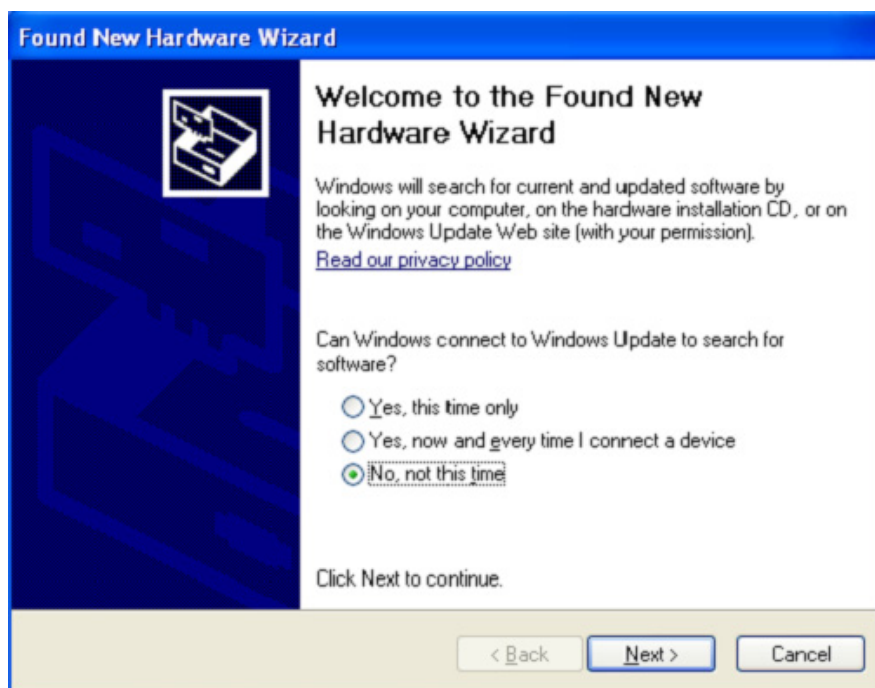 Found New Hardware Wizard
Welcome to the Found New
Hardware Wizard
Windows will search for current and updated software by
looking on your computer, on the hardware installation CD, or on
the Windows Update Web site (with your permission).
Read our privacy policy
Can Windows connect to Windows Update to search for
software?
Yes, this time only
Yes, now and every time I connect a device
No, not this time
Click Next to continue.
< Back
Next >
Cancel